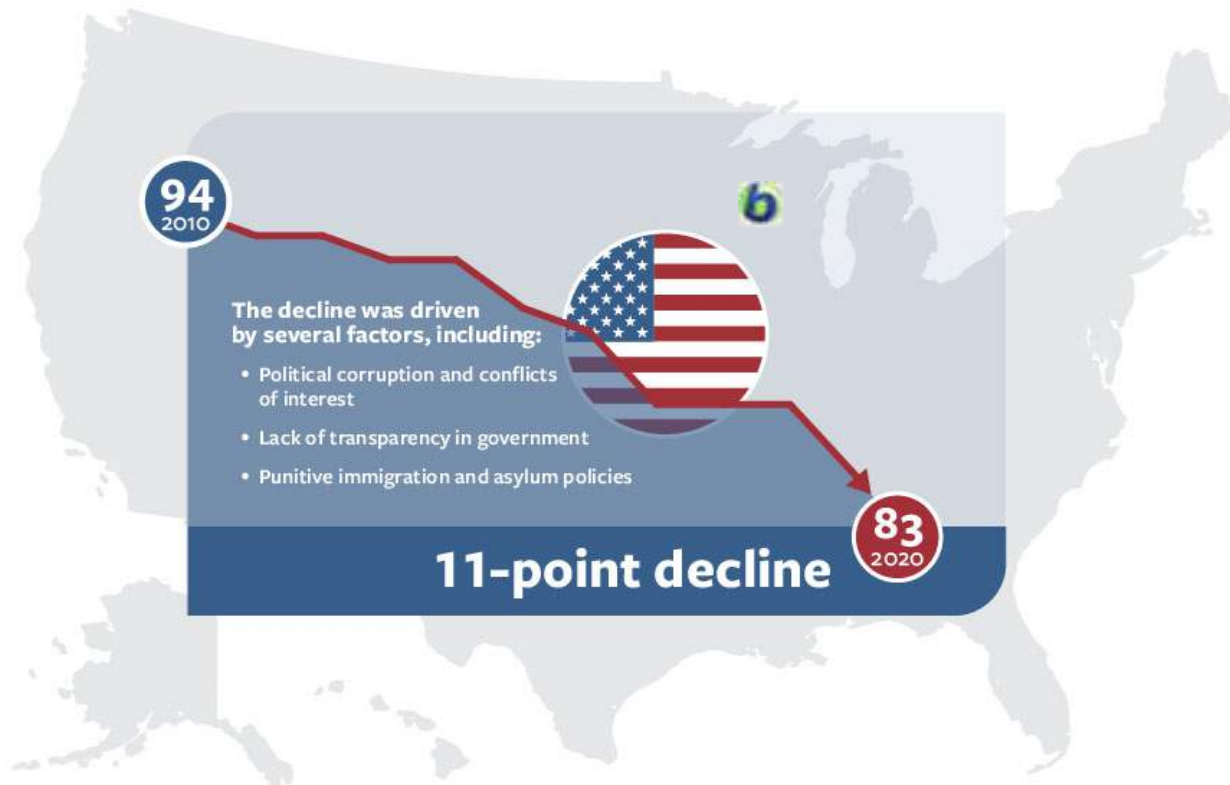 94
2010
The decline was driven
by several factors, including:
• Political corruption and conflicts
of interest
• Lack of transparency in government
• Punitive immigration and asylum policies
b
11-point decline
83
2020